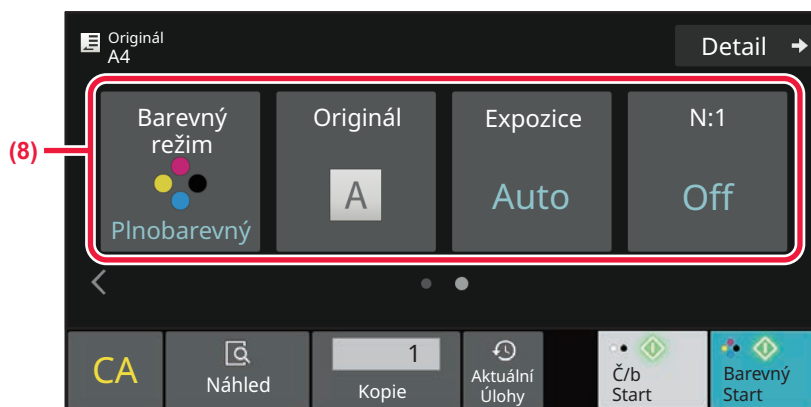 Originál
A4
Detail
(8)
Barevný
režim
Plnobarevný
Originál
A
Expozice
Auto
N:1
Off
CA
Náhled
1
Kopie
Aktuální
Úlohy
Č/b
Start
Barevný
Start